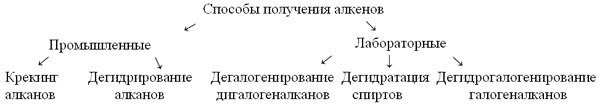 Способы получения алкенов
Промышленные Лабораторные
Крекинг Дегидрирование Дегалогенирование Дегидратация Дегидрогалогенирование
алканов алканов дигалогеналканов спиртов галогеналканов